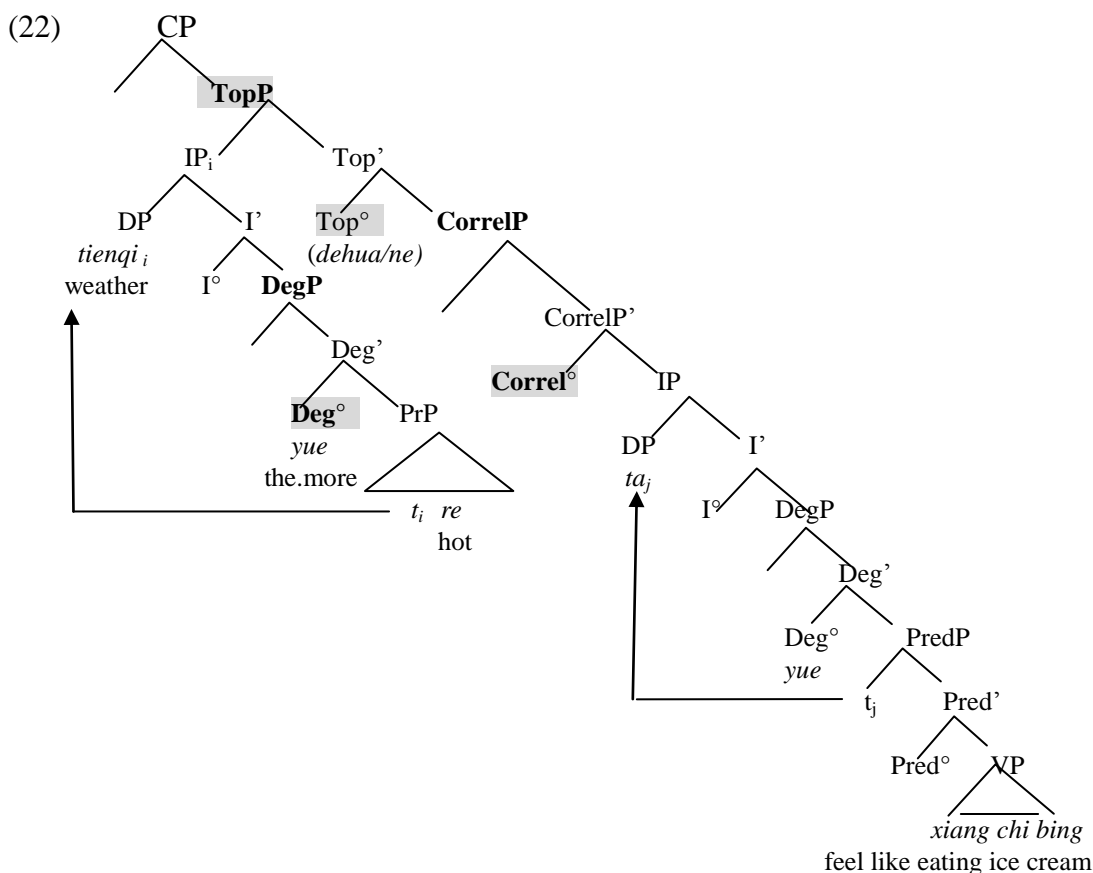 (22) CP
TopP
IPi Top’
DP I’ Top° CorrelP
tienqi i (dehua/ne)
weather I° DegP
CorrelP’
Deg’
Correl° IP
Deg° PrP
yue DP I’
the.more taj
ti re I° DegP
hot
Deg’
Deg° PredP
yue
tj Pred’
Pred° VP
xiang chi bing
feel like eating ice cream